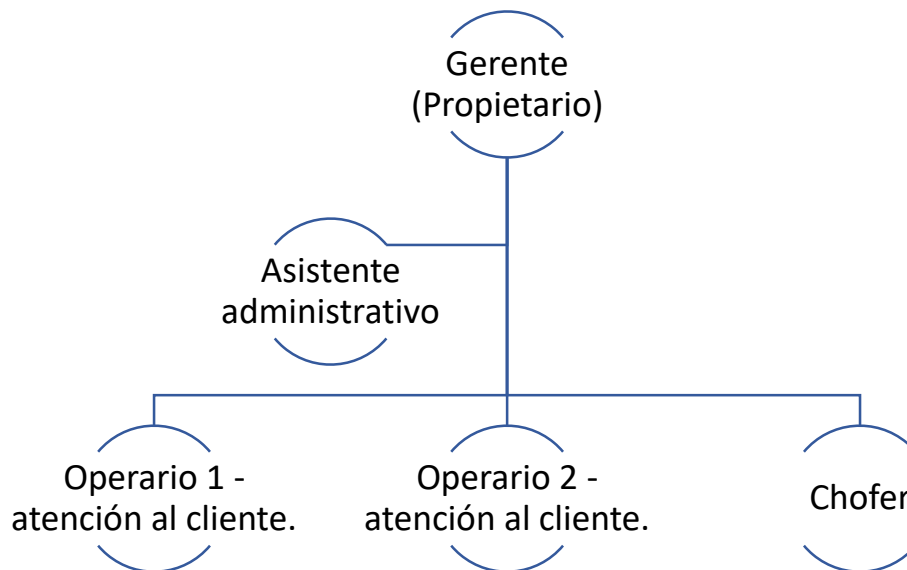 Gerente
(Propietario)
Asistente
administrativo
Operario 1 -
atención al cliente.
Operario 2 -
atención al cliente.
Chofer